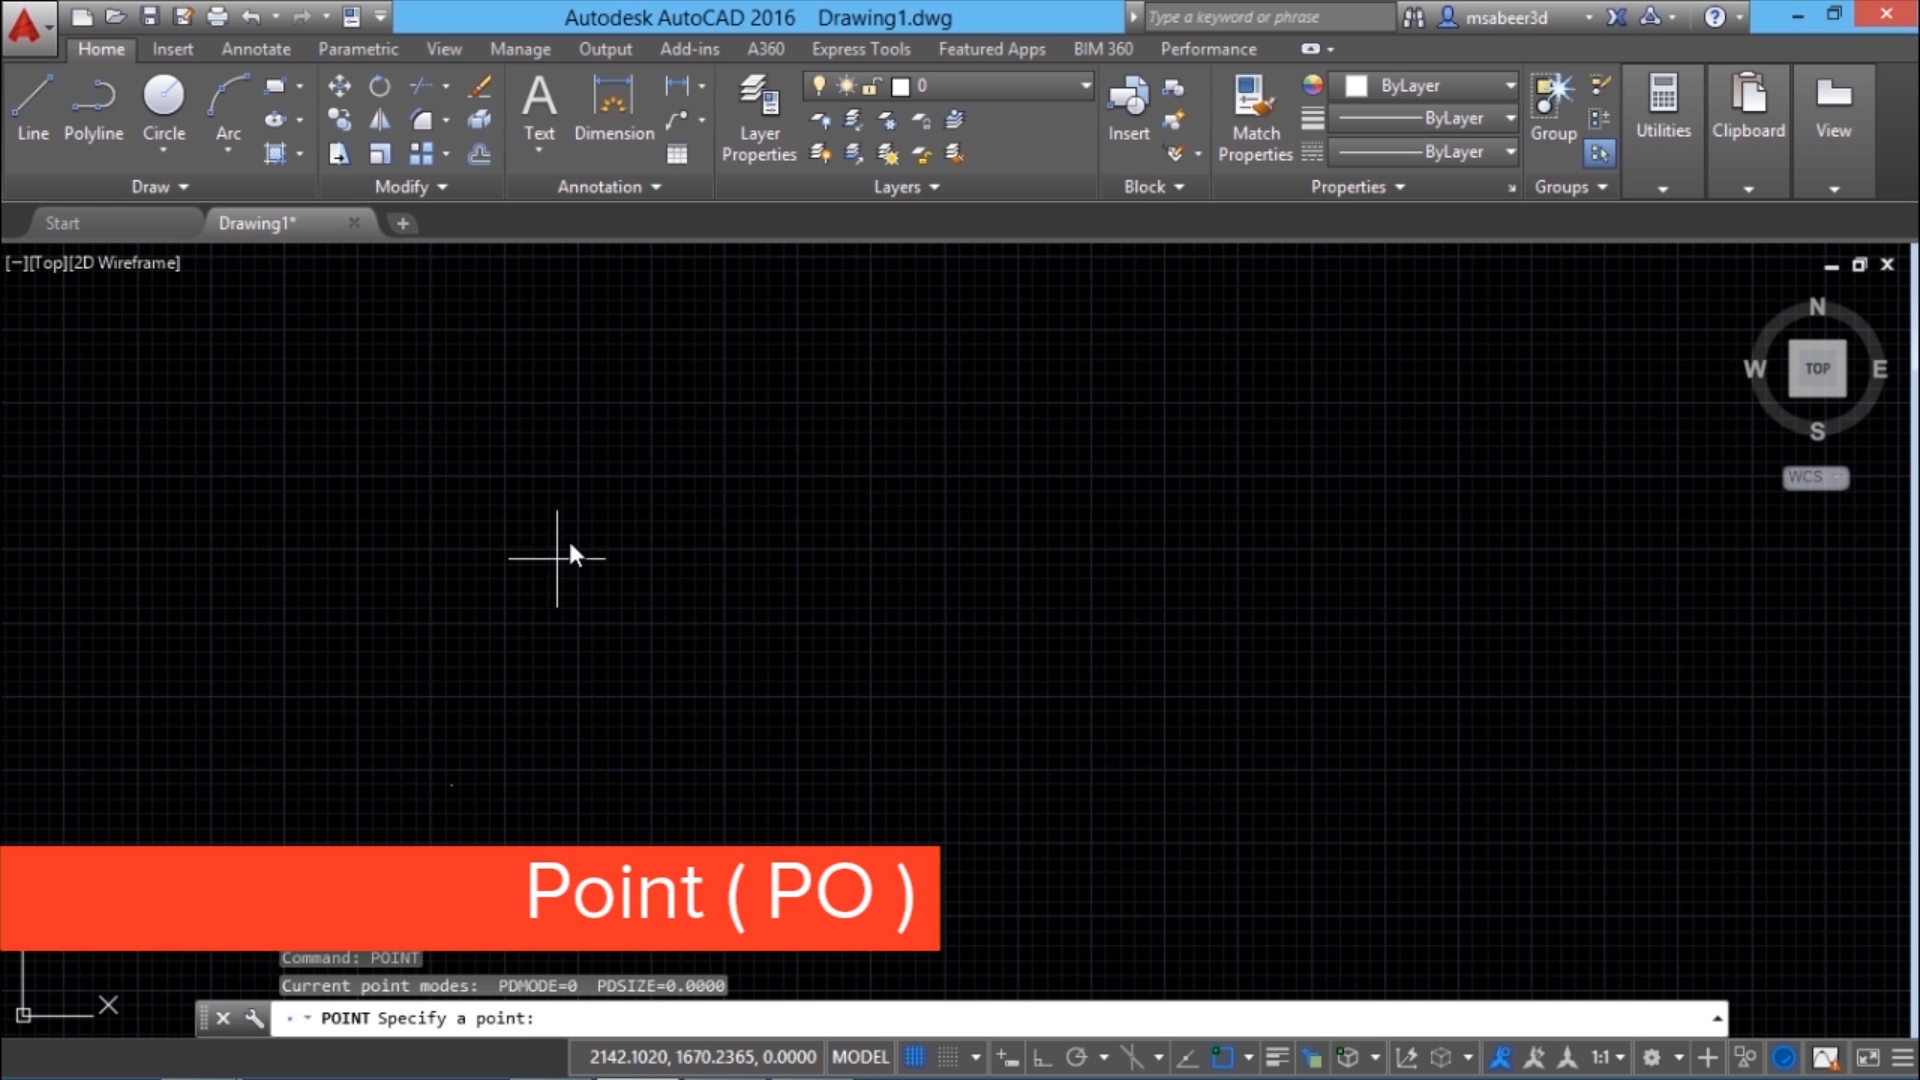 Autodesk AutoCAD 2016 Drawing1.dwg
Type a keyword or phrase
msabeer3d
Home Insert Annotate Parametric View Manage Output Add-ins A360 Express Tools Featured Apps BIM 360 Performance
0
ByLayer
ByLayer
ByLayer
Line Polyline Circle Arc
Text Dimension
Layer Properties
Insert
Match Properties
Group
Utilities Clipboard View
Draw Modify Annotation Layers Block Properties Groups
Start Drawing1*
[−][Top][2D Wireframe]
N
W TOP E
S
WCS
Point ( PO )
Command: POINT
Current point modes: PDMODE=0 PDSIZE=0.0000
X
POINT Specify a point:
2142.1020, 1670.2365, 0.0000 MODEL 1:1